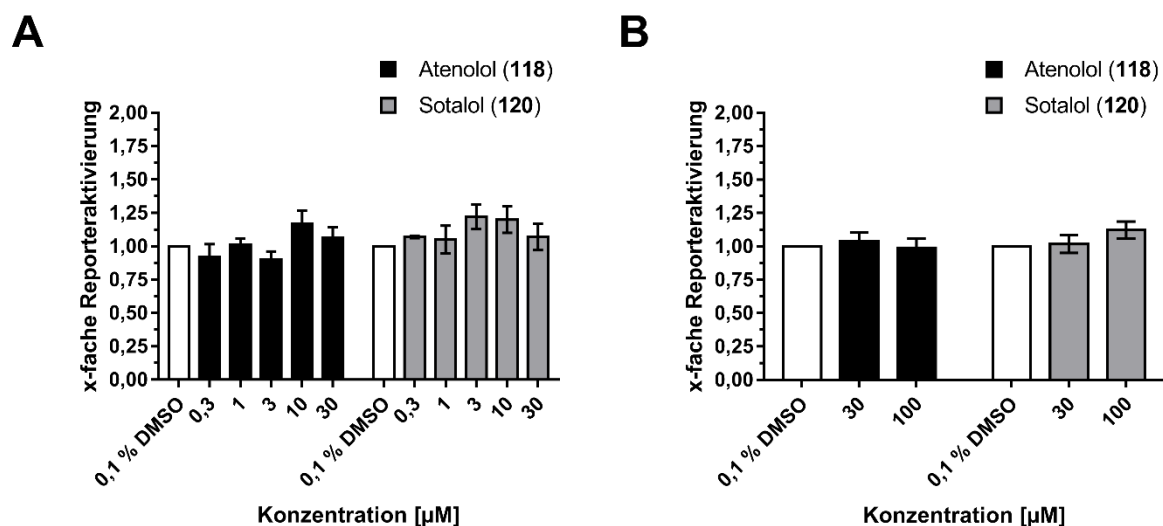 A
Atenolol (118)
Sotalol (120)
x-fache Reporteraktivierung
2,00
1,75
1,50
1,25
1,00
0,75
0,50
0,25
0,00
0,1 % DMSO
0,3
1
3
10
30
0,1 % DMSO
0,3
1
3
10
30
Konzentration [µM]
B
Atenolol (118)
Sotalol (120)
x-fache Reporteraktivierung
2,00
1,75
1,50
1,25
1,00
0,75
0,50
0,25
0,00
0,1 % DMSO
30
100
0,1 % DMSO
30
100
Konzentration [µM]